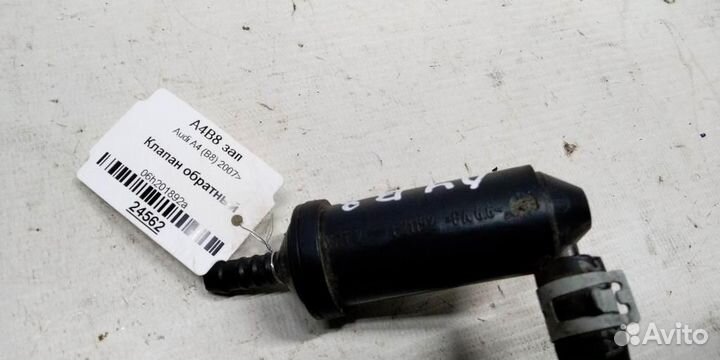 A4B8 зап
Audi A4 (B8) 2007>
Клапан обратный
06h201892a
24562
Avito